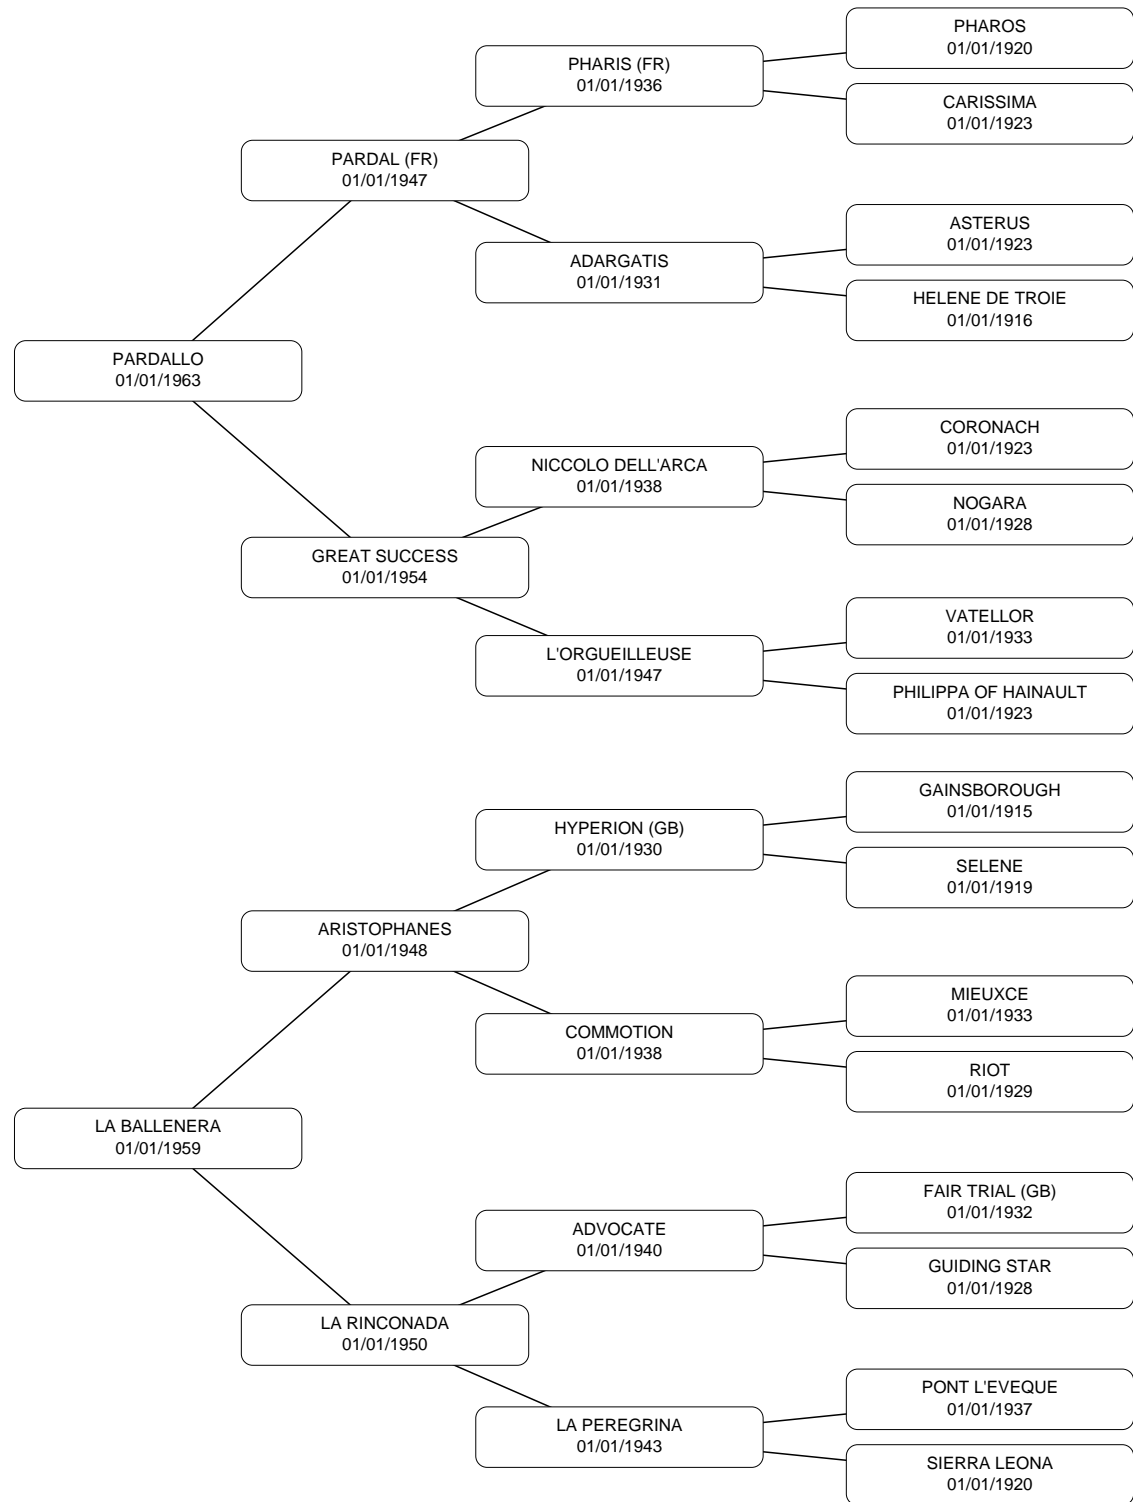 PHAROS
01/01/1920
PHARIS (FR)
01/01/1936
CARISSIMA
01/01/1923
PARDAL (FR)
01/01/1947
ASTERUS
01/01/1923
ADARGATIS
01/01/1931
HELENE DE TROIE
01/01/1916
PARDALLO
01/01/1963
CORONACH
01/01/1923
NICCOLO DELL'ARCA
01/01/1938
NOGARA
01/01/1928
GREAT SUCCESS
01/01/1954
VATELLOR
01/01/1933
L'ORGUEILLEUSE
01/01/1947
PHILIPPA OF HAINAULT
01/01/1923
GAINSBOROUGH
01/01/1915
HYPERION (GB)
01/01/1930
SELENE
01/01/1919
ARISTOPHANES
01/01/1948
MIEUXCE
01/01/1933
COMMOTION
01/01/1938
RIOT
01/01/1929
LA BALLENERA
01/01/1959
FAIR TRIAL (GB)
01/01/1932
ADVOCATE
01/01/1940
GUIDING STAR
01/01/1928
LA RINCONADA
01/01/1950
PONT L'EVEQUE
01/01/1937
LA PEREGRINA
01/01/1943
SIERRA LEONA
01/01/1920